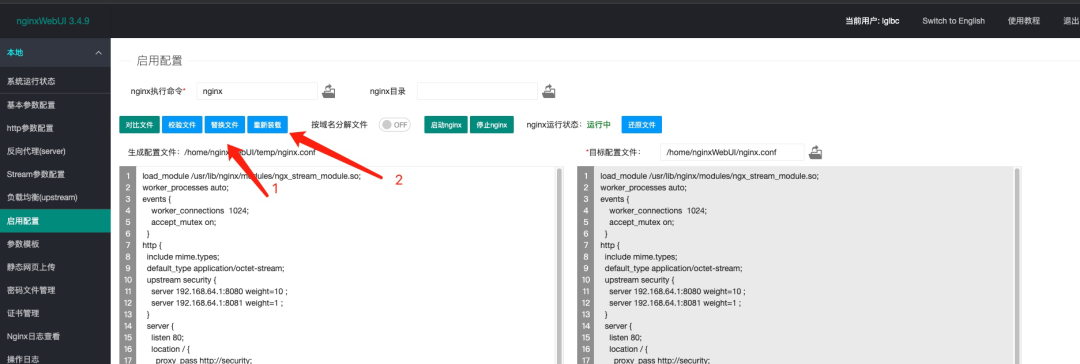 nginxWebUI 3.4.9
当前用户: lglbc
Switch to English
使用教程
退出
本地
系统运行状态
基本参数配置
http参数配置
反向代理(server)
Stream参数配置
负载均衡(upstream)
启用配置
参数模板
静态网页上传
密码文件管理
证书管理
Nginx日志查看
操作日志
启用配置
nginx执行命令* nginx
nginx目录
对比文件 校验文件 替换文件 重新装载 按域名分解文件 OFF 启动nginx 停止nginx nginx运行状态：运行中 还原文件
生成配置文件：/home/nginxWebUI/temp/nginx.conf
*目标配置文件： /home/nginxWebUI/nginx.conf
1
2
1 load_module /usr/lib/nginx/modules/ngx_stream_module.so;
2 worker_processes auto;
3 events {
4 worker_connections 1024;
5 accept_mutex on;
6 }
7 http {
8 include mime.types;
9 default_type application/octet-stream;
10 upstream security {
11 server 192.168.64.1:8080 weight=10 ;
12 server 192.168.64.1:8081 weight=1 ;
13 }
14 server {
15 listen 80;
16 location / {
17 proxy_pass http://security;
1 load_module /usr/lib/nginx/modules/ngx_stream_module.so;
2 worker_processes auto;
3 events {
4 worker_connections 1024;
5 accept_mutex on;
6 }
7 http {
8 include mime.types;
9 default_type application/octet-stream;
10 upstream security {
11 server 192.168.64.1:8080 weight=10 ;
12 server 192.168.64.1:8081 weight=1 ;
13 }
14 server {
15 listen 80;
16 location / {
17 proxy_pass http://security;